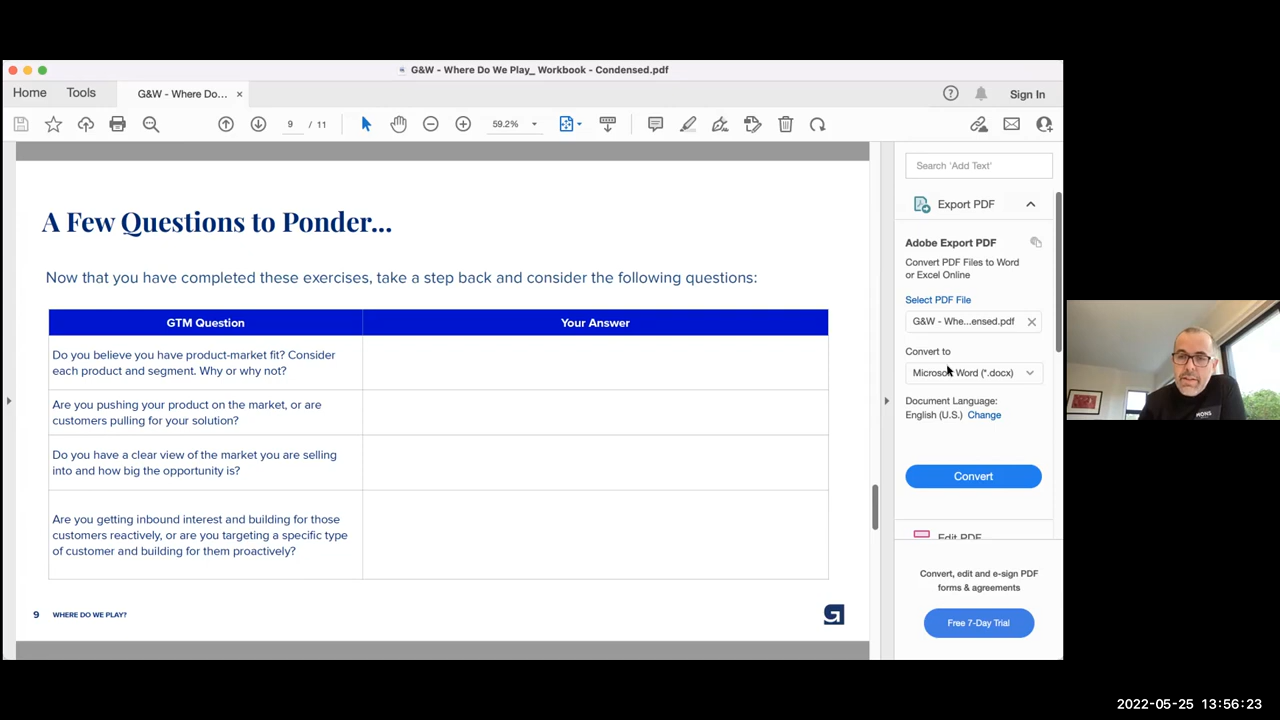 G&W - Where Do We Play_ Workbook - Condensed.pdf
Home
Tools
G&W - Where Do...
Sign In
9 / 11
59.2%
A Few Questions to Ponder...
Now that you have completed these exercises, take a step back and consider the following questions:
GTM Question
Your Answer
Do you believe you have product-market fit? Consider
each product and segment. Why or why not?
Are you pushing your product on the market, or are
customers pulling for your solution?
Do you have a clear view of the market you are selling
into and how big the opportunity is?
Are you getting inbound interest and building for those
customers reactively, or are you targeting a specific type
of customer and building for them proactively?
9 WHERE DO WE PLAY?
Search 'Add Text'
Export PDF
Adobe Export PDF
Convert PDF Files to Word
or Excel Online
Select PDF File
G&W - Whe...ensed.pdf
Convert to
Microsoft Word (*.docx)
Document Language:
English (U.S.) Change
Convert
Edit PDF
Convert, edit and e-sign PDF
forms & agreements
Free 7-Day Trial
MONS
2022-05-25 13:56:23